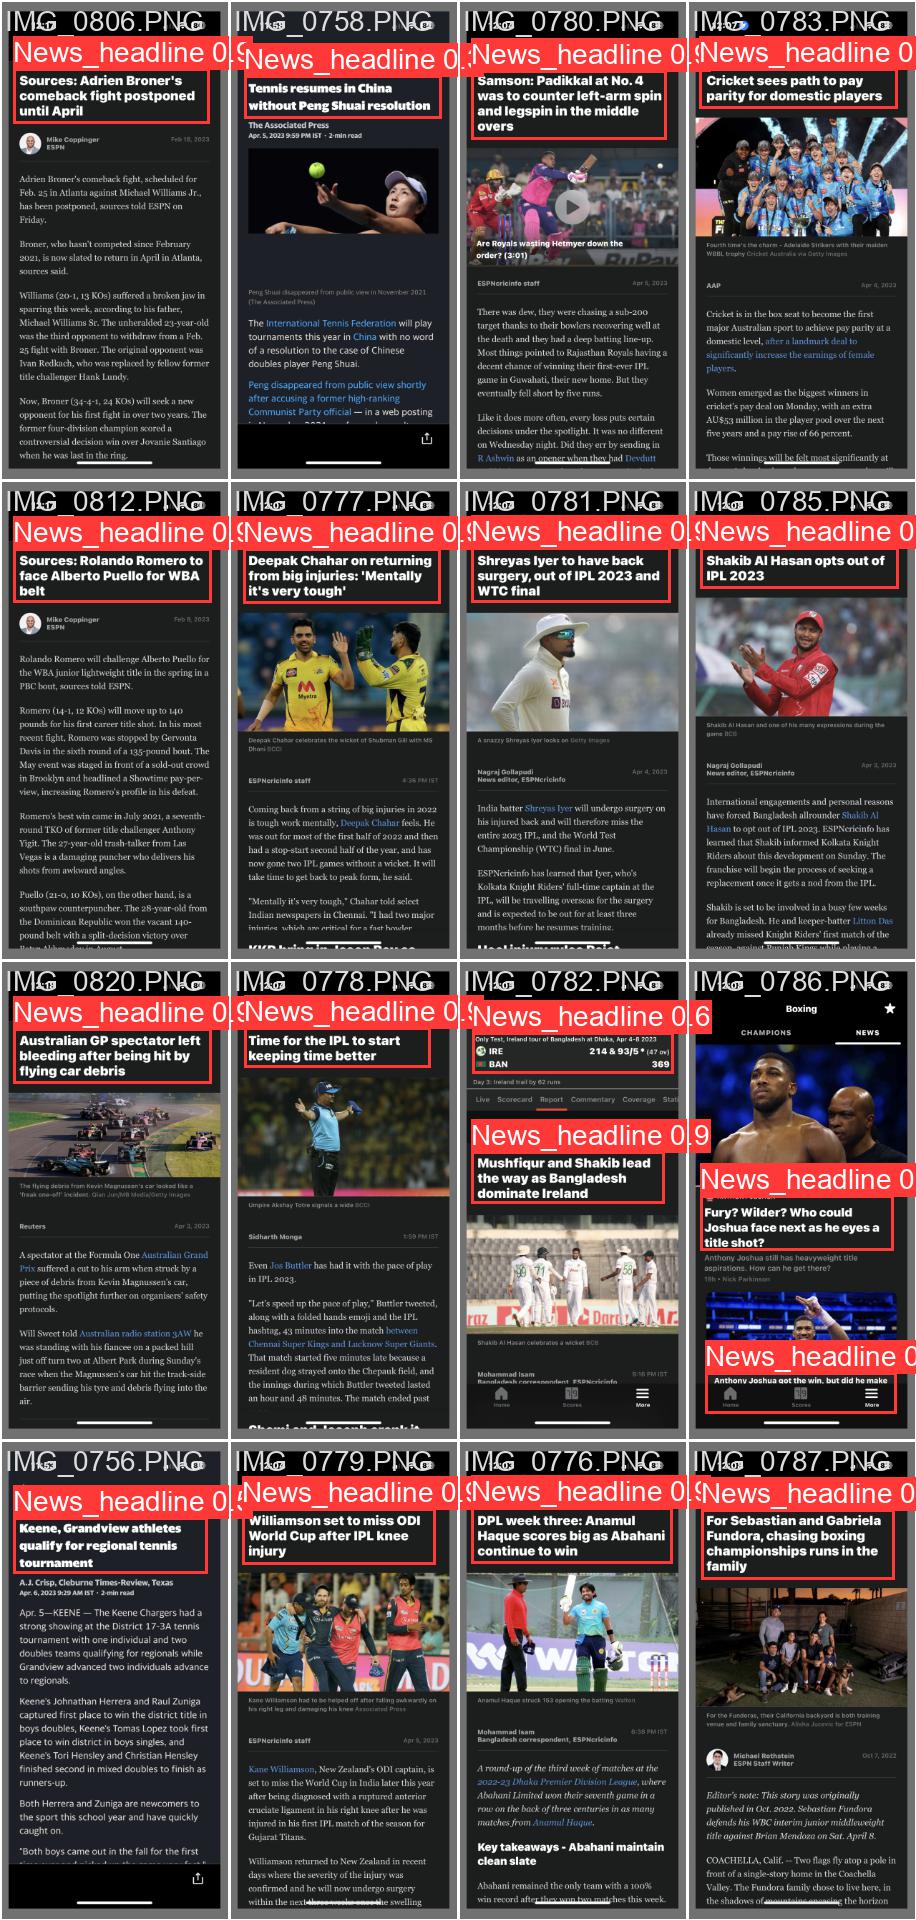 IMG_0806.PNG
News_headline 0.9
Sources: Adrien Broner's
comeback fight postponed
until April
Mike Coppinger
ESPN
Feb 18, 2023
Adrien Broner's comeback fight, scheduled for
Feb. 25 in Atlanta against Michael Williams Jr.,
has been postponed, sources told ESPN on
Friday.
Broner, who hasn't competed since February
2021, is now slated to return in April in Atlanta,
sources said.
Williams (20-1, 13 KOs) suffered a broken jaw in
sparring this week, according to his father,
Michael Williams Sr. The unheralded 23-year-old
was the third opponent to withdraw from a Feb.
25 fight with Broner. The original opponent was
Ivan Redkach, who was replaced by fellow former
title challenger Hank Lundy.
Now, Broner (34-4-1, 24 KOs) will seek a new
opponent for his first fight in over two years. The
former four-division champion scored a
controversial decision win over Jovanie Santiago
when he was last in the ring.
IMG_0758.PNG
News_headline
Tennis resumes in China
without Peng Shuai resolution
The Associated Press
Apr. 5, 2023 9:59 PM IST · 2-min read
Peng Shuai disappeared from public view in November 2021
(The Associated Press)
The International Tennis Federation will play
tournaments this year in China with no word
of a resolution to the case of Chinese
doubles player Peng Shuai.
Peng disappeared from public view shortly
after accusing a former high-ranking
Communist Party official — in a web posting
IMG_0780.PNG
News_headline 0.9
Samson: Padikkal at No. 4
was to counter left-arm spin
and legspin in the middle
overs
Are Royals wasting Hetmyer down the
order? (3:01)
ESPNcricinfo staff
Apr 5, 2023
There was dew, they were chasing a sub-200
target thanks to their bowlers recovering well at
the death and they had a deep batting line-up.
Most things pointed to Rajasthan Royals having a
decent chance of winning their first-ever IPL
game in Guwahati, their new home. But they
eventually fell short by five runs.
Like it does more often, every loss puts certain
decisions under the spotlight. It was no different
on Wednesday night. Did they err by sending in
R Ashwin as an opener when they had Devdutt
IMG_0783.PNG
News_headline
Cricket sees path to pay
parity for domestic players
Fourth time's the charm - Adelaide Strikers with their maiden
WBBL trophy Cricket Australia via Getty Images
AAP
Apr 4, 2023
Cricket is in the box seat to become the first
major Australian sport to achieve pay parity at a
domestic level, after a landmark deal to
significantly increase the earnings of female
players.
Women emerged as the biggest winners in
cricket's pay deal on Monday, with an extra
AU$53 million in the player pool over the next
five years and a pay rise of 66 percent.
Those winnings will be felt most significantly at
IMG_0812.PNG
News_headline 0.9
Sources: Rolando Romero to
face Alberto Puello for WBA
belt
Mike Coppinger
ESPN
Feb 9, 2023
Rolando Romero will challenge Alberto Puello for
the WBA junior lightweight title in the spring in a
PBC bout, sources told ESPN.
Romero (14-1, 12 KOs) will move up to 140
pounds for his first career title shot. In his most
recent fight, Romero was stopped by Gervonta
Davis in the sixth round of a 135-pound bout. The
May event was staged in front of a sold-out crowd
in Brooklyn and headlined a Showtime pay-per-
view, increasing Romero's profile in his defeat.
Romero's best win came in July 2021, a seventh-
round TKO of former title challenger Anthony
Yigit. The 27-year-old trash-talker from Las
Vegas is a damaging puncher who delivers his
shots from awkward angles.
Puello (21-0, 10 KOs), on the other hand, is a
southpaw counterpuncher. The 28-year-old from
the Dominican Republic won the vacant 140-
pound belt with a split-decision victory over
IMG_0777.PNG
News_headline 0.9
Deepak Chahar on returning
from big injuries: 'Mentally
it's very tough'
Deepak Chahar celebrates the wicket of Shubman Gill with MS
Dhoni BCCI
ESPNcricinfo staff
4:36 PM IST
Coming back from a string of big injuries in 2022
is tough work mentally, Deepak Chahar feels. He
was out for most of the first half of 2022 and then
had a stop-start second half of the year, and has
now gone two IPL games without a wicket. It will
take time to get back to peak form, he said.
"Mentally it's very tough," Chahar told select
Indian newspapers in Chennai. "I had two major
injuries, which are critical for a fast bowler.
IMG_0781.PNG
News_headline 0.9
Shreyas Iyer to have back
surgery, out of IPL 2023 and
WTC final
A snazzy Shreyas Iyer looks on Getty Images
Nagraj Gollapudi
News editor, ESPNcricinfo
Apr 4, 2023
India batter Shreyas Iyer will undergo surgery on
his injured back and will therefore miss the
entire 2023 IPL, and the World Test
Championship (WTC) final in June.
ESPNcricinfo has learned that Iyer, who's
Kolkata Knight Riders' full-time captain at the
IPL, will be travelling overseas for the surgery
and is expected to be out for at least three
months before he resumes training.
IMG_0785.PNG
News_headline
Shakib Al Hasan opts out of
IPL 2023
Shakib Al Hasan and one of his many expressions during the
game BCB
Nagraj Gollapudi
News editor, ESPNcricinfo
Apr 3, 2023
International engagements and personal reasons
have forced Bangladesh allrounder Shakib Al
Hasan to opt out of IPL 2023. ESPNcricinfo has
learned that Shakib informed Kolkata Knight
Riders about this development on Sunday. The
franchise will begin the process of seeking a
replacement once it gets a nod from the IPL.
Shakib is set to be involved in a busy few weeks
for Bangladesh. He and keeper-batter Litton Das
already missed Knight Riders' first match of the
season, against Punjab Kings while playing a
IMG_0820.PNG
News_headline 0.9
Australian GP spectator left
bleeding after being hit by
flying car debris
The flying debris from Kevin Magnussen's car looked like a
'freak one-off' incident. Qian Jun/MB Media/Getty Images
Reuters
Apr 3, 2023
A spectator at the Formula One Australian Grand
Prix suffered a cut to his arm when struck by a
piece of debris from Kevin Magnussen's car,
putting the spotlight further on organisers' safety
protocols.
Will Sweet told Australian radio station 3AW he
was standing with his fiancee on a packed hill
just off turn two at Albert Park during Sunday's
race when the Magnussen's car hit the track-side
barrier sending his tyre and debris flying into the
air.
IMG_0778.PNG
News_headline 0.9
Time for the IPL to start
keeping time better
Umpire Akshay Totre signals a wide BCCI
Sidharth Monga
1:59 PM IST
Even Jos Buttler has had it with the pace of play
in IPL 2023.
"Let's speed up the pace of play," Buttler tweeted,
along with a folded hands emoji and the IPL
hashtag, 43 minutes into the match between
Chennai Super Kings and Lucknow Super Giants.
That match started five minutes late because a
resident dog strayed onto the Chepauk field, and
the innings during which Buttler tweeted lasted
an hour and 48 minutes. The match ended past
IMG_0782.PNG
News_headline 0.6
Only Test, Ireland tour of Bangladesh at Dhaka, Apr 4-8 2023
IRE 214 & 93/5 * (47 ov)
BAN 369
Day 3: Ireland trail by 62 runs
Live Scorecard Report Commentary Coverage Stati
News_headline 0.9
Mushfiqur and Shakib lead
the way as Bangladesh
dominate Ireland
Shakib Al Hasan celebrates a wicket BCB
Mohammad Isam
5:16 PM IST
Bangladesh correspondent, ESPNcricinfo
Home Scores More
IMG_0786.PNG
Boxing
CHAMPIONS NEWS
News_headline
Fury? Wilder? Who could
Joshua face next as he eyes a
title shot?
Anthony Joshua still has heavyweight title
aspirations. How can he get there?
19h • Nick Parkinson
News_headline
Anthony Joshua got the win, but did he make
Home Scores More
IMG_0756.PNG
News_headline
Keene, Grandview athletes
qualify for regional tennis
tournament
A.J. Crisp, Cleburne Times-Review, Texas
Apr. 6, 2023 9:29 AM IST · 2-min read
Apr. 5—KEENE — The Keene Chargers had a
strong showing at the District 17-3A tennis
tournament with one individual and two
doubles teams qualifying for regionals while
Grandview advanced two individuals advance
to regionals.
Keene's Johnathan Herrera and Raul Zuniga
captured first place to win the district title in
boys doubles, Keene's Tomas Lopez took first
place to win district in boys singles, and
Keene's Tori Hensley and Christian Hensley
finished second in mixed doubles to finish as
runners-up.
Both Herrera and Zuniga are newcomers to
the sport this school year and have quickly
caught on.
"Both boys came out in the fall for the first
IMG_0779.PNG
News_headline 0.9
Williamson set to miss ODI
World Cup after IPL knee
injury
Kane Williamson had to be helped off after falling awkwardly on
his right leg and damaging his knee Associated Press
ESPNcricinfo staff
Apr 5, 2023
Kane Williamson, New Zealand's ODI captain, is
set to miss the World Cup in India later this year
after being diagnosed with a ruptured anterior
cruciate ligament in his right knee after he was
injured in his first IPL match of the season for
Gujarat Titans.
Williamson returned to New Zealand in recent
days where the severity of the injury was
confirmed and he will now undergo surgery
within the next three weeks once the swelling
IMG_0776.PNG
News_headline 0.9
DPL week three: Anamul
Haque scores big as Abahani
continue to win
Anamul Haque struck 153 opening the batting Walton
Mohammad Isam
Bangladesh correspondent, ESPNcricinfo
6:38 PM IST
A round-up of the third week of matches at the
2022-23 Dhaka Premier Division League, where
Abahani Limited won their seventh game in a
row on the back of three centuries in as many
matches from Anamul Haque.
Key takeaways - Abahani maintain
clean slate
Abahani remained the only team with a 100%
win record after they won two matches this week.
IMG_0787.PNG
News_headline
For Sebastian and Gabriela
Fundora, chasing boxing
championships runs in the
family
For the Fundoras, their California backyard is both training
venue and family sanctuary. Alisha Jucevic for ESPN
Michael Rothstein
ESPN Staff Writer
Oct 7, 2022
Editor's note: This story was originally
published in Oct. 2022. Sebastian Fundora
defends his WBC interim junior middleweight
title against Brian Mendoza on Sat. April 8.
COACHELLA, Calif. -- Two flags fly atop a pole in
front of a single-story home in the Coachella
Valley. The Fundora family chose to live here, in
the shadows of mountains encasing the horizon